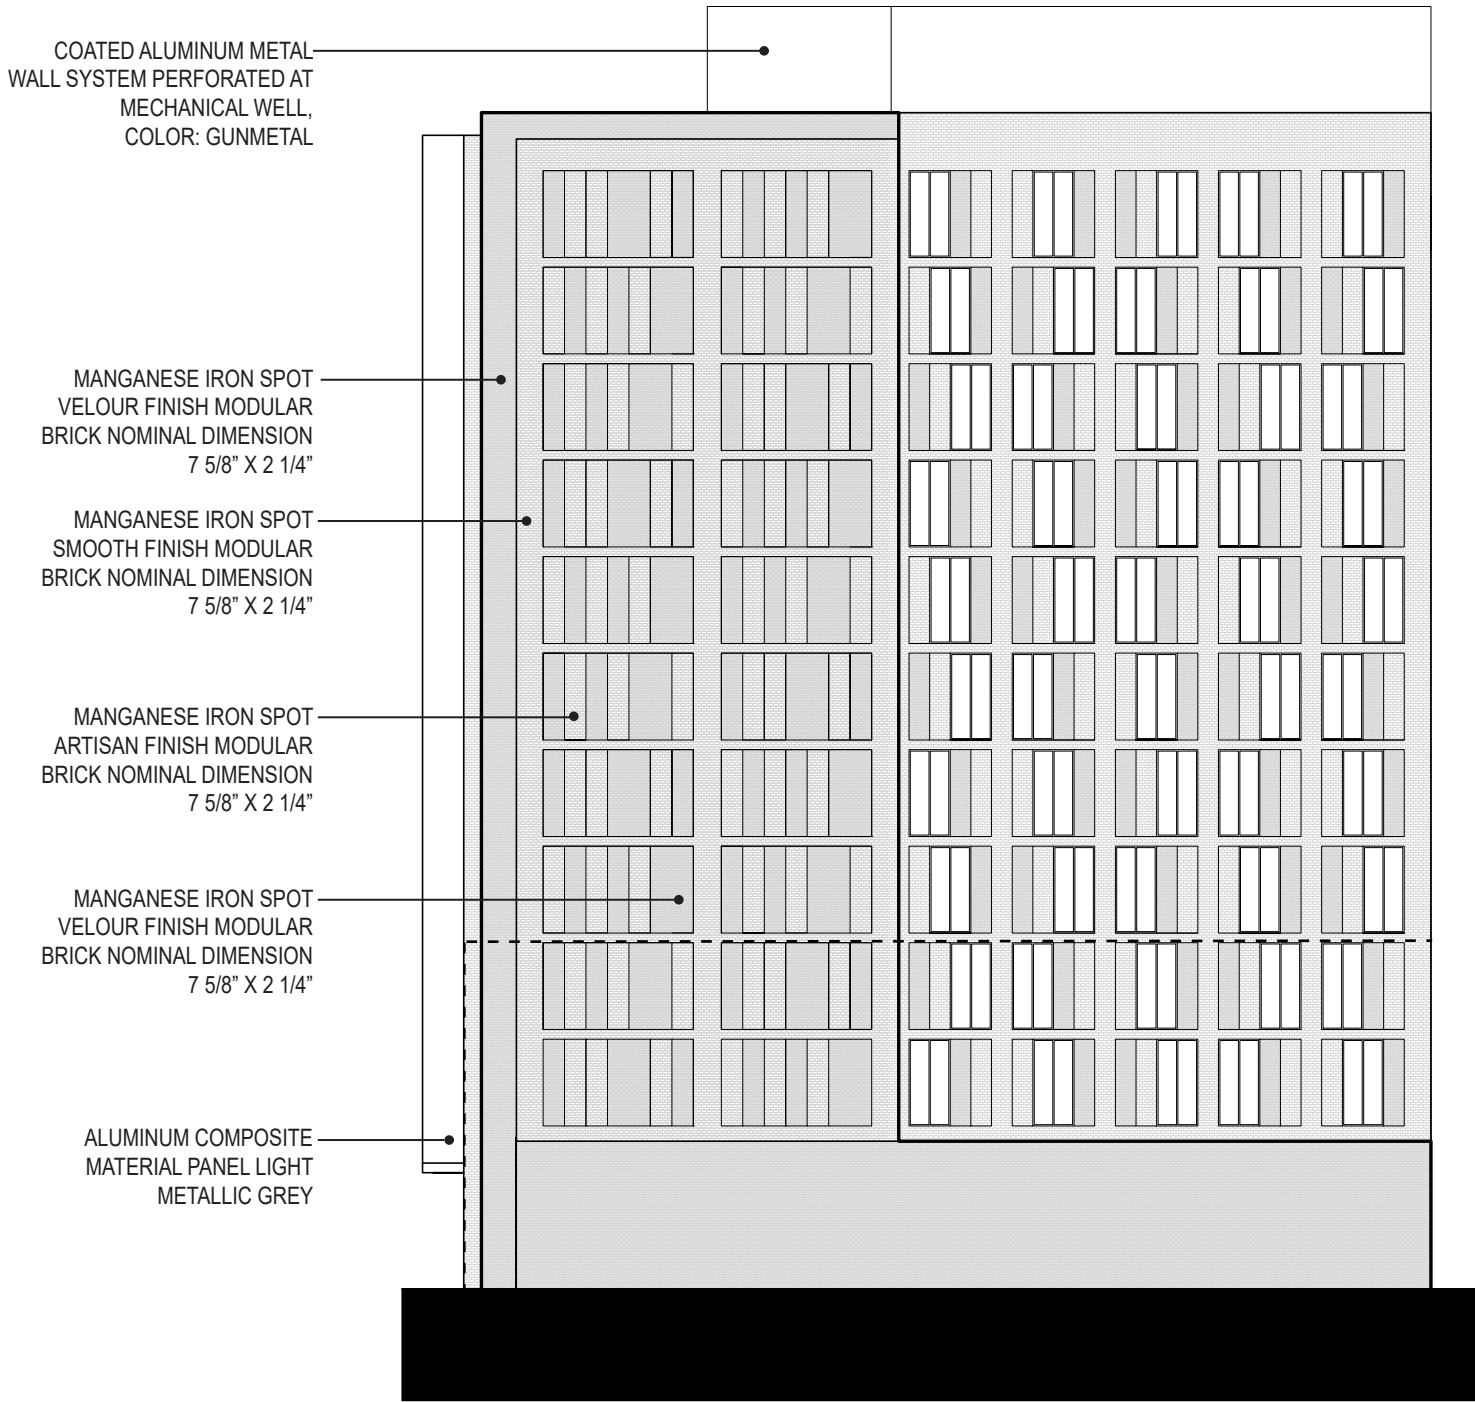 COATED ALUMINUM METAL
WALL SYSTEM PERFORATED AT
MECHANICAL WELL,
COLOR: GUNMETAL
MANGANESE IRON SPOT
VELOUR FINISH MODULAR
BRICK NOMINAL DIMENSION
7 5/8” X 2 1/4”
MANGANESE IRON SPOT
SMOOTH FINISH MODULAR
BRICK NOMINAL DIMENSION
7 5/8” X 2 1/4”
MANGANESE IRON SPOT
ARTISAN FINISH MODULAR
BRICK NOMINAL DIMENSION
7 5/8” X 2 1/4”
MANGANESE IRON SPOT
VELOUR FINISH MODULAR
BRICK NOMINAL DIMENSION
7 5/8” X 2 1/4”
ALUMINUM COMPOSITE
MATERIAL PANEL LIGHT
METALLIC GREY